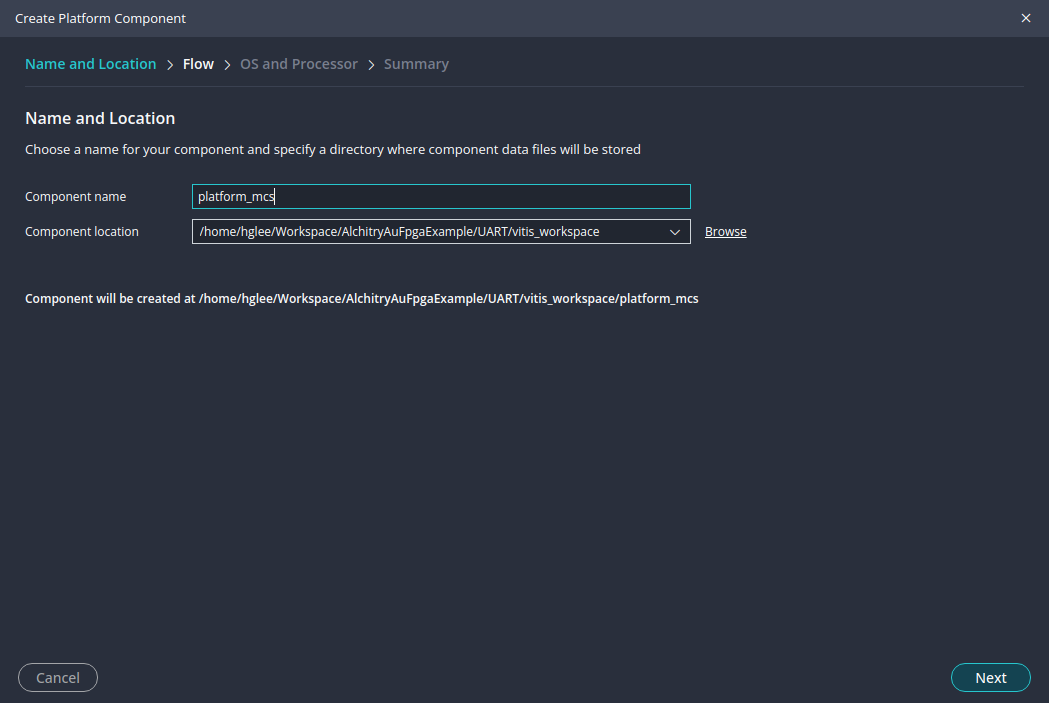 Create Platform Component
Name and Location > Flow > OS and Processor > Summary
Name and Location
Choose a name for your component and specify a directory where component data files will be stored
Component name platform_mcs
Component location /home/hglee/Workspace/AlchitryAuFpgaExample/UART/vitis_workspace Browse
Component will be created at /home/hglee/Workspace/AlchitryAuFpgaExample/UART/vitis_workspace/platform_mcs
Cancel Next